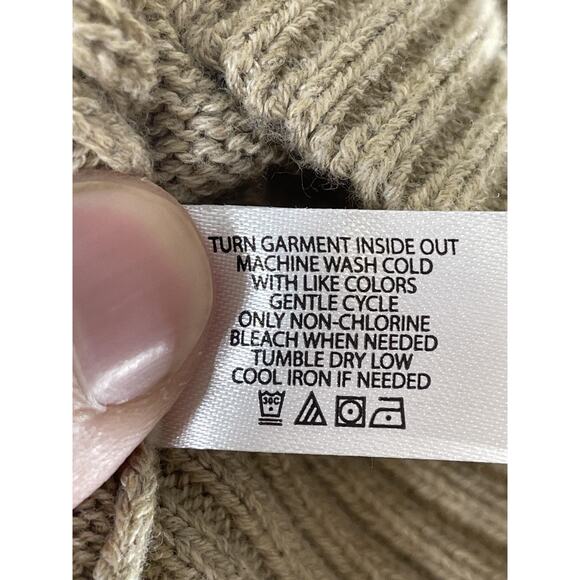 TURN GARMENT INSIDE OUT
MACHINE WASH COLD
WITH LIKE COLORS
GENTLE CYCLE
ONLY NON-CHLORINE
BLEACH WHEN NEEDED
TUMBLE DRY LOW
COOL IRON IF NEEDED
30C